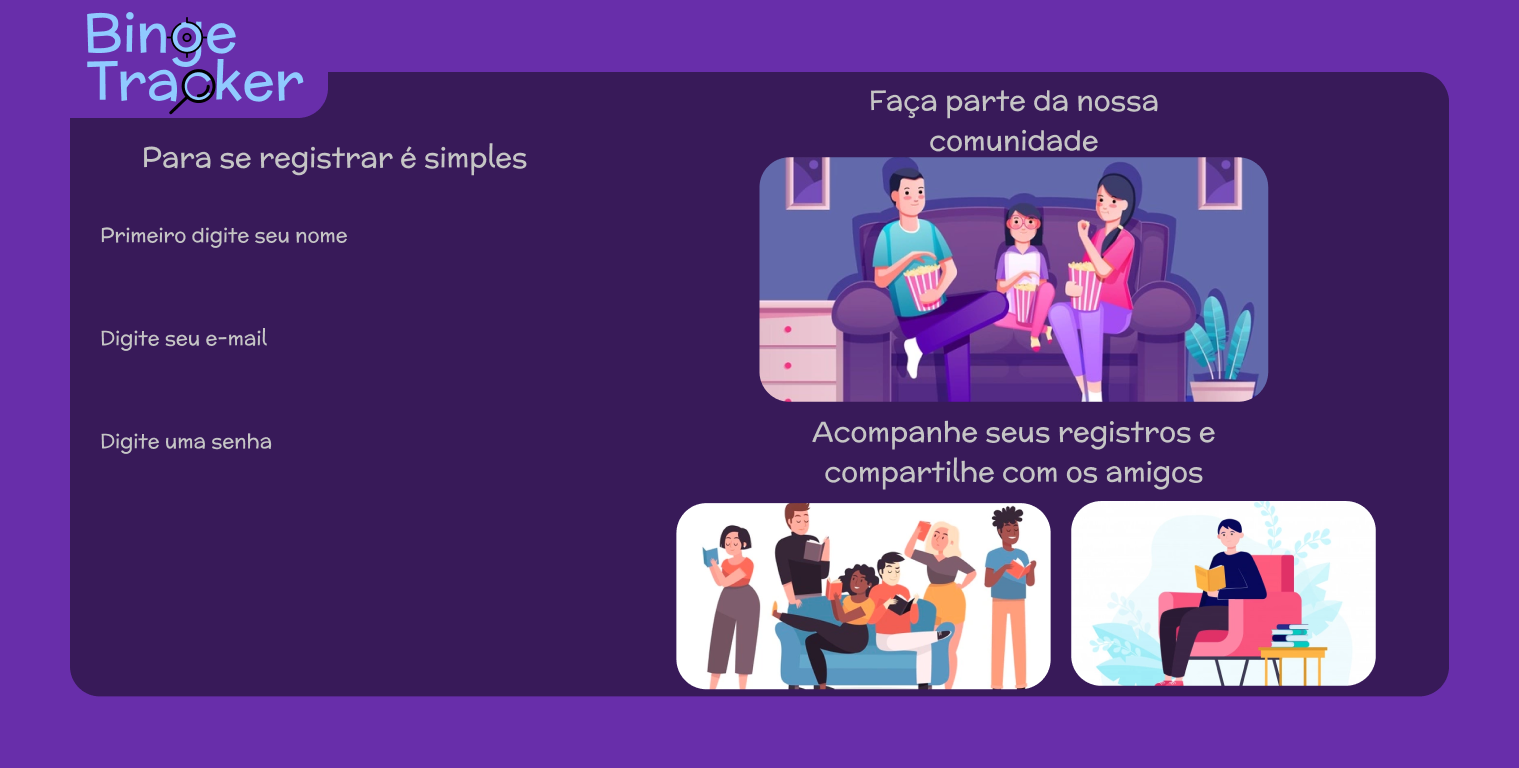 Binge
Tracker
Para se registrar é simples
Primeiro digite seu nome
Digite seu e-mail
Digite uma senha
Faça parte da nossa
comunidade
Acompanhe seus registros e
compartilhe com os amigos